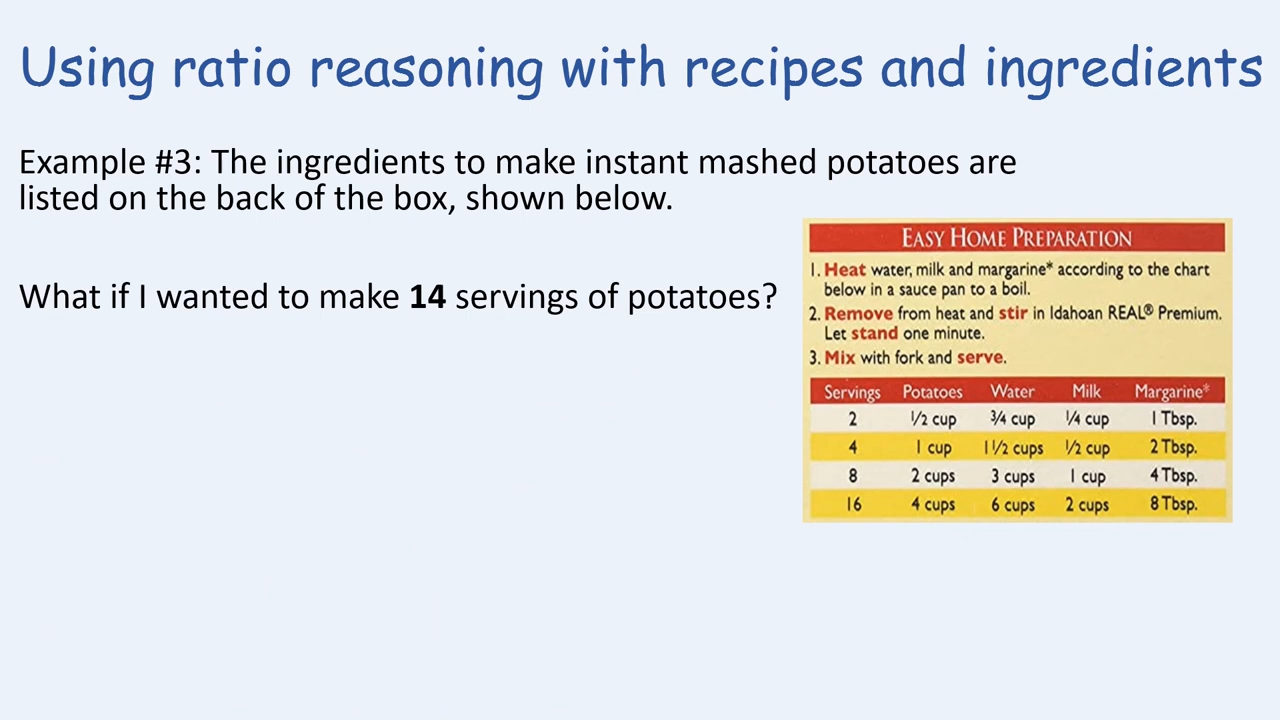 Using ratio reasoning with recipes and ingredients
Example #3: The ingredients to make instant mashed potatoes are
listed on the back of the box, shown below.
What if I wanted to make 14 servings of potatoes?
EASY HOME PREPARATION
1. Heat water, milk and margarine* according to the chart
below in a sauce pan to a boil.
2. Remove from heat and stir in Idahoan REAL® Premium.
Let stand one minute.
3. Mix with fork and serve.
Servings Potatoes Water Milk Margarine*
2 1/2 cup 3/4 cup 1/4 cup 1 Tbsp.
4 1 cup 1 1/2 cups 1/2 cup 2 Tbsp.
8 2 cups 3 cups 1 cup 4 Tbsp.
16 4 cups 6 cups 2 cups 8 Tbsp.